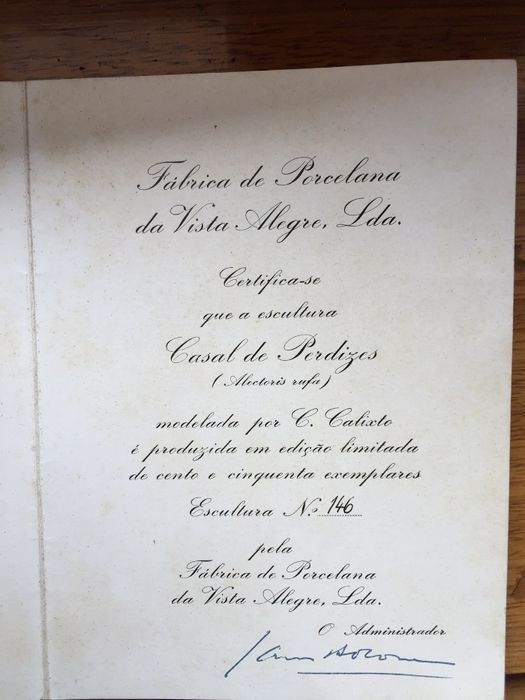 Fábrica de Porcelana
da Vista Alegre, Lda.
Certifica-se
que a escultura
Casal de Perdizes
(Alectoris rufa)
modelada por C. Calixto
é produzida em edição limitada
de cento e cinquenta exemplares
Escultura N.º 146
pela
Fábrica de Porcelana
da Vista Alegre, Lda.
O Administrador